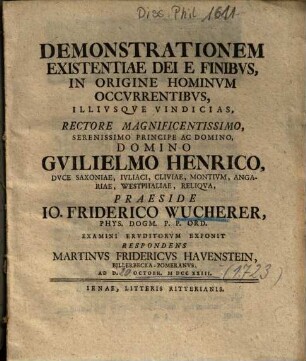 Diss. Phil 1611
DEMONSTRATIONEM
EXISTENTIAE DEI E FINIBVS,
IN ORIGINE HOMINVM
OCCVRRENTIBVS,
ILLIVSQVE VINDICIAS,
RECTORE MAGNIFICENTISSIMO,
SERENISSIMO PRINCIPE AC DOMINO,
DOMINO
GVILIELMO HENRICO,
DVCE SAXONIAE, IVLIACI, CLIVIAE, MONTIVM, ANGA-
RIAE, WESTPHALIAE, RELIQVA,
PRAESIDE
IO. FRIDERICO WUCHERER,
PHYS. DOGM. P. P. ORD.
EXAMINI ERVDITORVM EXPONIT
RESPONDENS
MARTINVS FRIDERICVS HAVENSTEIN,
BILLERBECEA-POMERANVS.
AD D. OCTOBR. M DCC XXIII. (1723)
IENAE, LITTERIS RITTERIANIS.